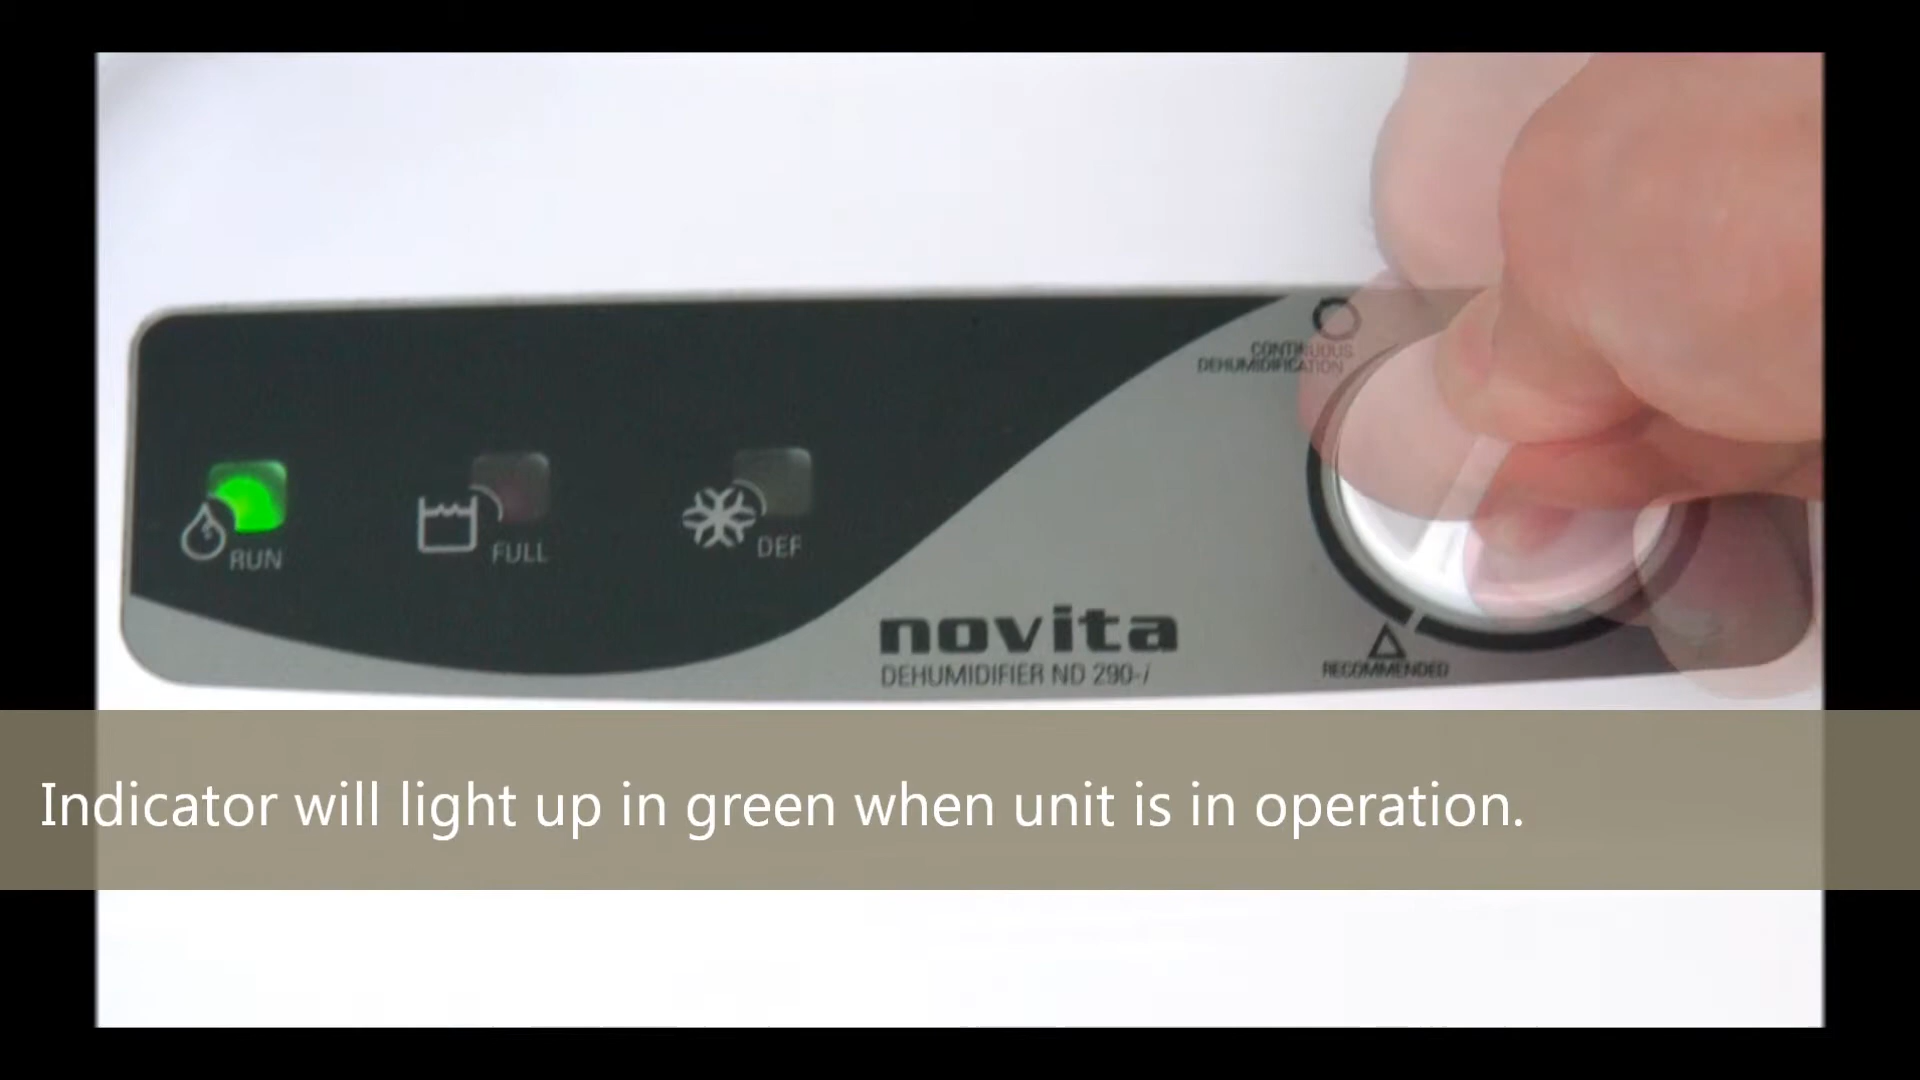 CONTINUOUS
DEHUMIDIFICATION
RUN
FULL
DEF
novita
DEHUMIDIFIER ND 290-i
RECOMMENDED
Indicator will light up in green when unit is in operation.